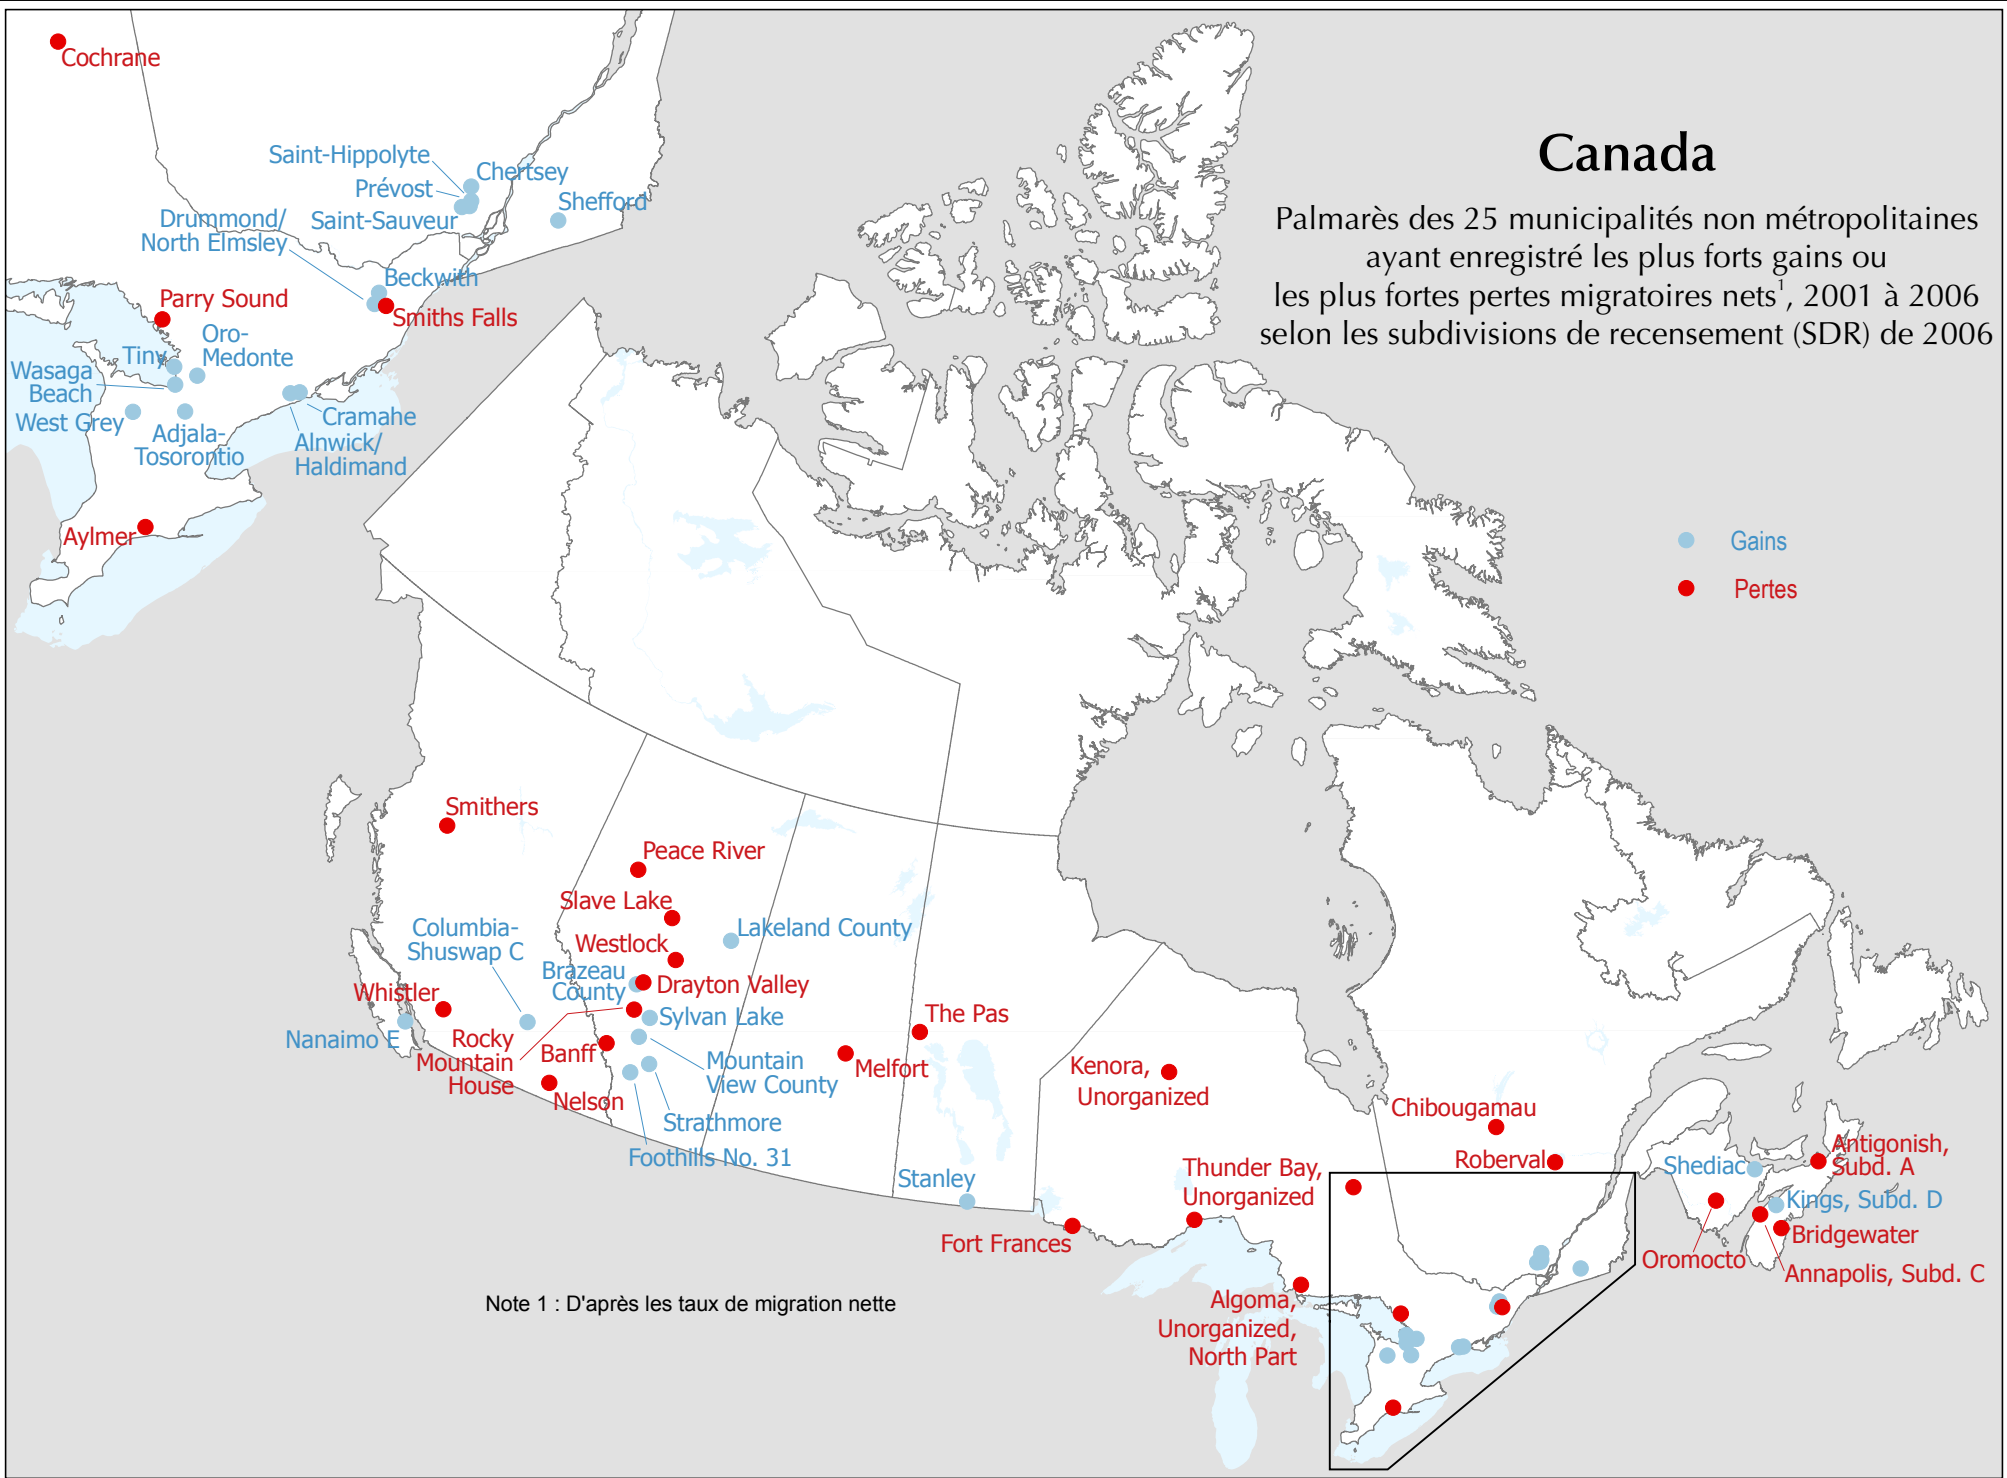 Canada
Palmarès des 25 municipalités non métropolitaines
ayant enregistré les plus forts gains ou
les plus fortes pertes migratoires nets¹, 2001 à 2006
selon les subdivisions de recensement (SDR) de 2006
Gains
Pertes
Cochrane
Saint-Hippolyte
Chertsey
Prévost
Shefford
Saint-Sauveur
Drummond/
North Elmsley
Beckwith
Parry Sound
Smiths Falls
Oro-
Medonte
Tiny
Wasaga
Beach
West Grey
Adjala-
Tosorontio
Cramahe
Alnwick/
Haldimand
Aylmer
Smithers
Peace River
Slave Lake
Columbia-
Shuswap C
Westlock
Lakeland County
Brazeau
County
Drayton Valley
Whistler
Sylvan Lake
Nanaimo E
Rocky
Mountain
House
Banff
Mountain
View County
Nelson
Strathmore
Foothills No. 31
The Pas
Melfort
Stanley
Kenora,
Unorganized
Fort Frances
Thunder Bay,
Unorganized
Algoma,
Unorganized,
North Part
Chibougamau
Roberval
Shediac
Antigonish,
Subd. A
Kings, Subd. D
Bridgewater
Oromocto
Annapolis, Subd. C
Note 1 : D'après les taux de migration nette